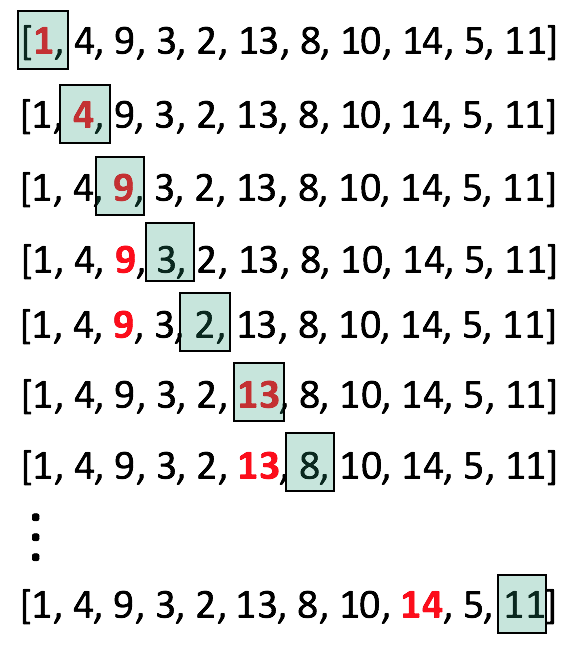 [1, 4, 9, 3, 2, 13, 8, 10, 14, 5, 11]
[1, 4, 9, 3, 2, 13, 8, 10, 14, 5, 11]
[1, 4, 9, 3, 2, 13, 8, 10, 14, 5, 11]
[1, 4, 9, 3, 2, 13, 8, 10, 14, 5, 11]
[1, 4, 9, 3, 2, 13, 8, 10, 14, 5, 11]
[1, 4, 9, 3, 2, 13, 8, 10, 14, 5, 11]
[1, 4, 9, 3, 2, 13, 8, 10, 14, 5, 11]
⋮
[1, 4, 9, 3, 2, 13, 8, 10, 14, 5, 11]